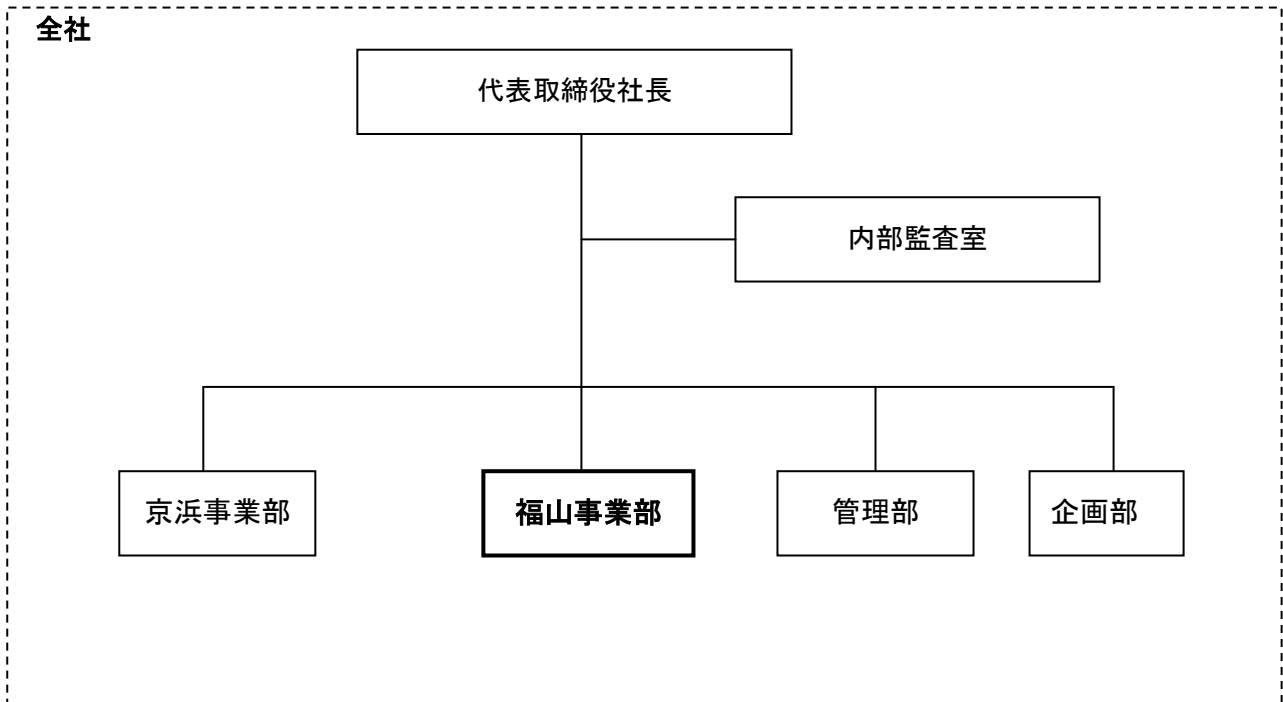 全社
代表取締役社長
内部監査室
京浜事業部
福山事業部
管理部
企画部